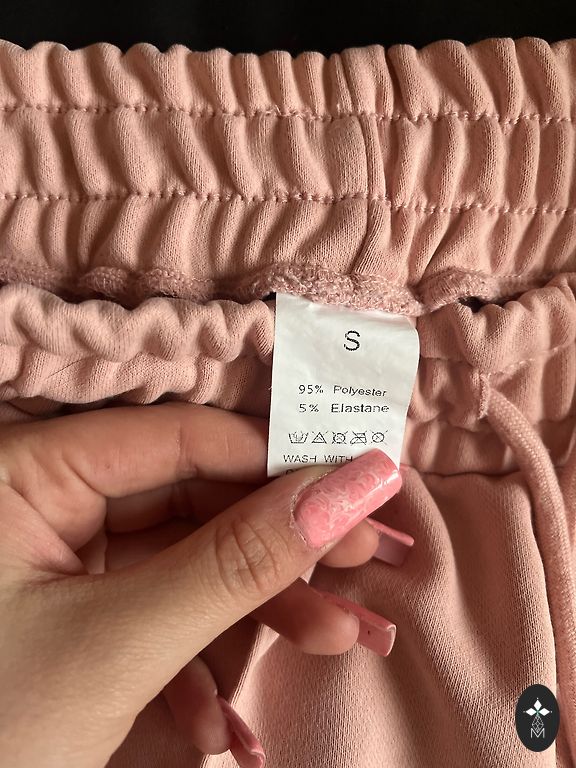 S
95% Polyester
5% Elastane
WASH WITH